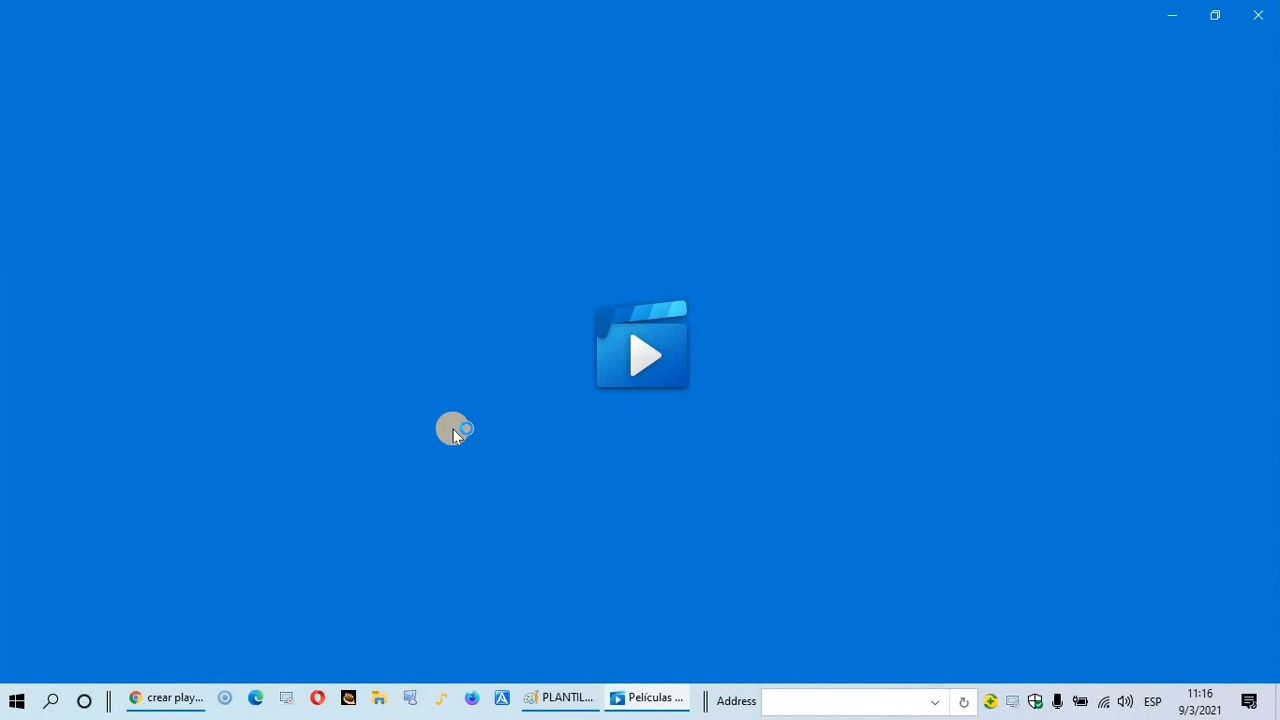 crear play...
PLANTIL...
Películas ...
Address
ESP
11:16
9/3/2021